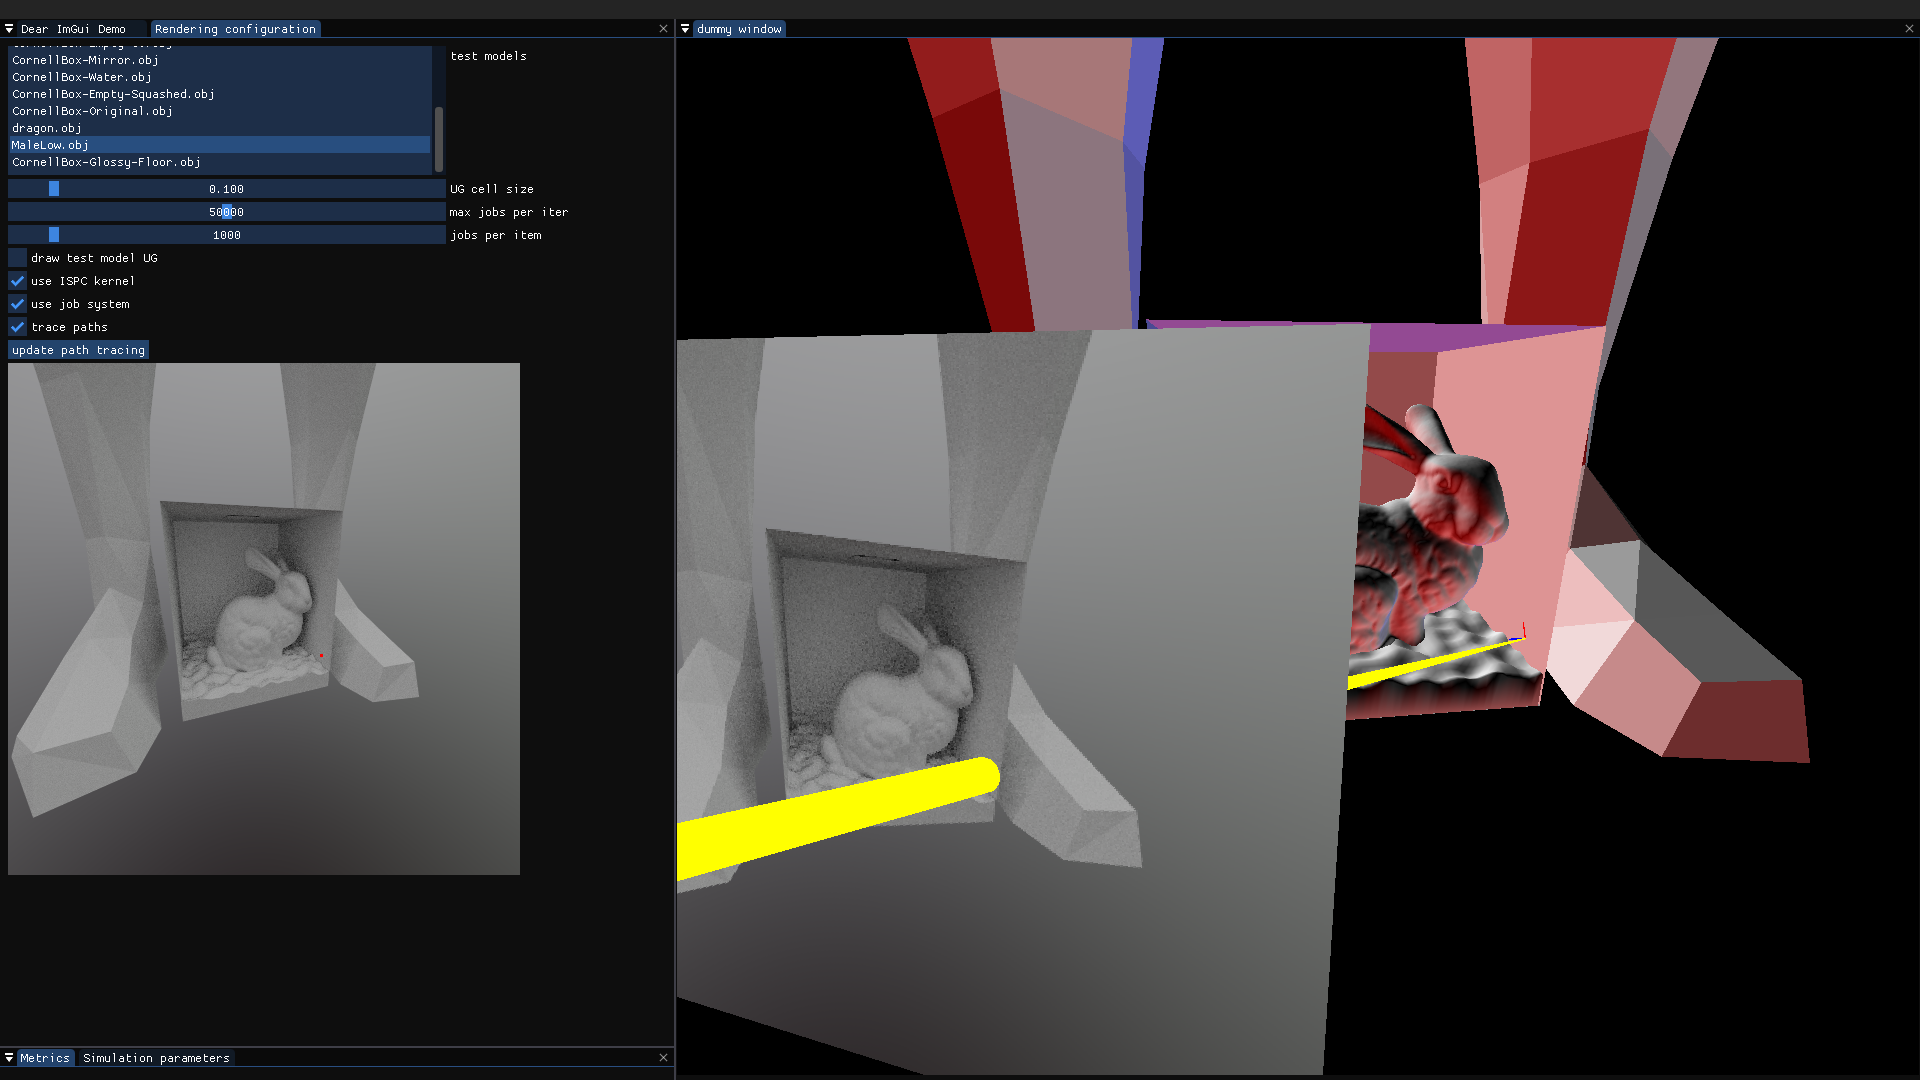 Dear ImGui Demo
Rendering configuration
dummy window
CornellBox-Mirror.obj
CornellBox-Water.obj
CornellBox-Empty-Squashed.obj
CornellBox-Original.obj
dragon.obj
MaleLow.obj
CornellBox-Glossy-Floor.obj
test models
0.100 UG cell size
50000 max jobs per iter
1000 jobs per item
draw test model UG
use ISPC kernel
use job system
trace paths
update path tracing
Metrics
Simulation parameters